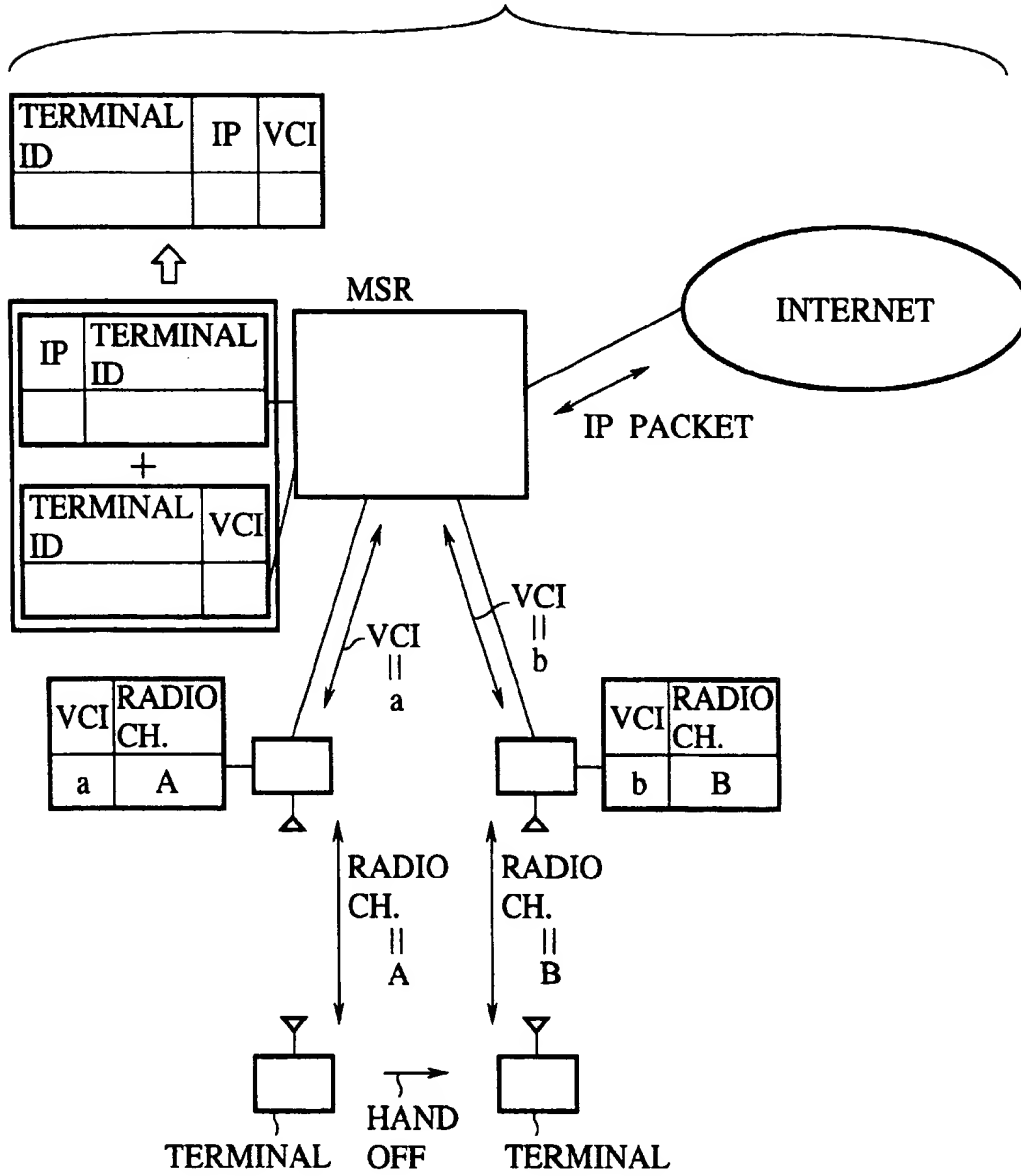 TERMINAL ID
IP
VCI
MSR
INTERNET
IP PACKET
IP
TERMINAL ID
+
TERMINAL ID
VCI
VCI
=
a
VCI
=
b
VCI
RADIO CH.
a
A
VCI
RADIO CH.
b
B
RADIO
CH.
=
A
RADIO
CH.
=
B
HAND
OFF
TERMINAL
TERMINAL